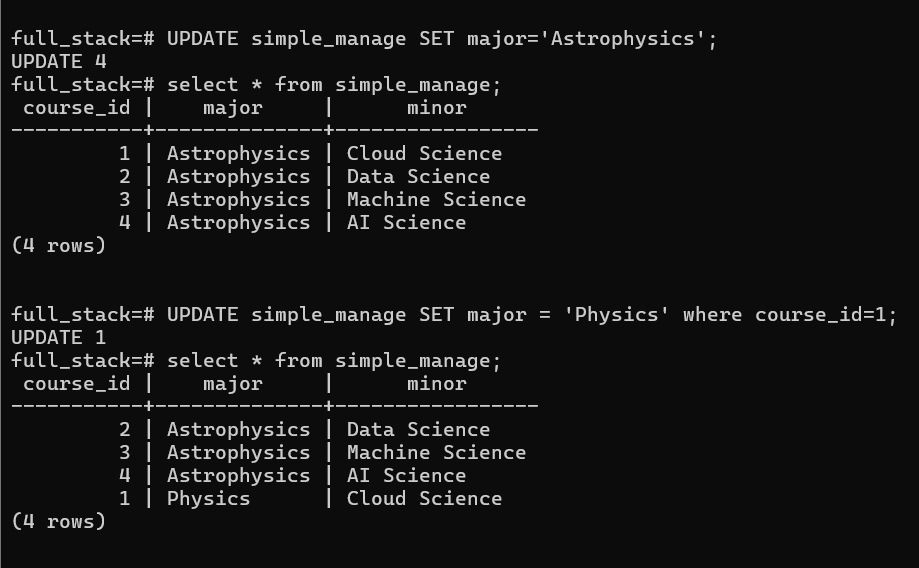 full_stack=# UPDATE simple_manage SET major='Astrophysics';
UPDATE 4
full_stack=# select * from simple_manage;
 course_id |    major     |      minor
-----------+--------------+-----------------
         1 | Astrophysics | Cloud Science
         2 | Astrophysics | Data Science
         3 | Astrophysics | Machine Science
         4 | Astrophysics | AI Science
(4 rows)
full_stack=# UPDATE simple_manage SET major = 'Physics' where course_id=1;
UPDATE 1
full_stack=# select * from simple_manage;
 course_id |    major     |      minor
-----------+--------------+-----------------
         2 | Astrophysics | Data Science
         3 | Astrophysics | Machine Science
         4 | Astrophysics | AI Science
         1 | Physics      | Cloud Science
(4 rows)